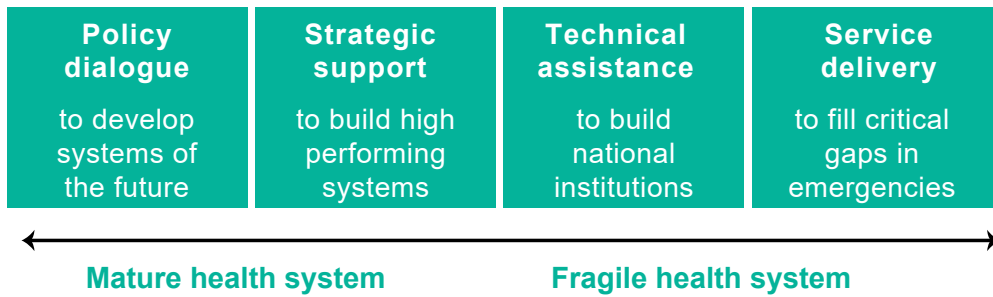 Policy
dialogue
to develop
systems of
the future
Strategic
support
to build high
performing
systems
Technical
assistance
to build
national
institutions
Service
delivery
to fill critical
gaps in
emergencies
Mature health system
Fragile health system